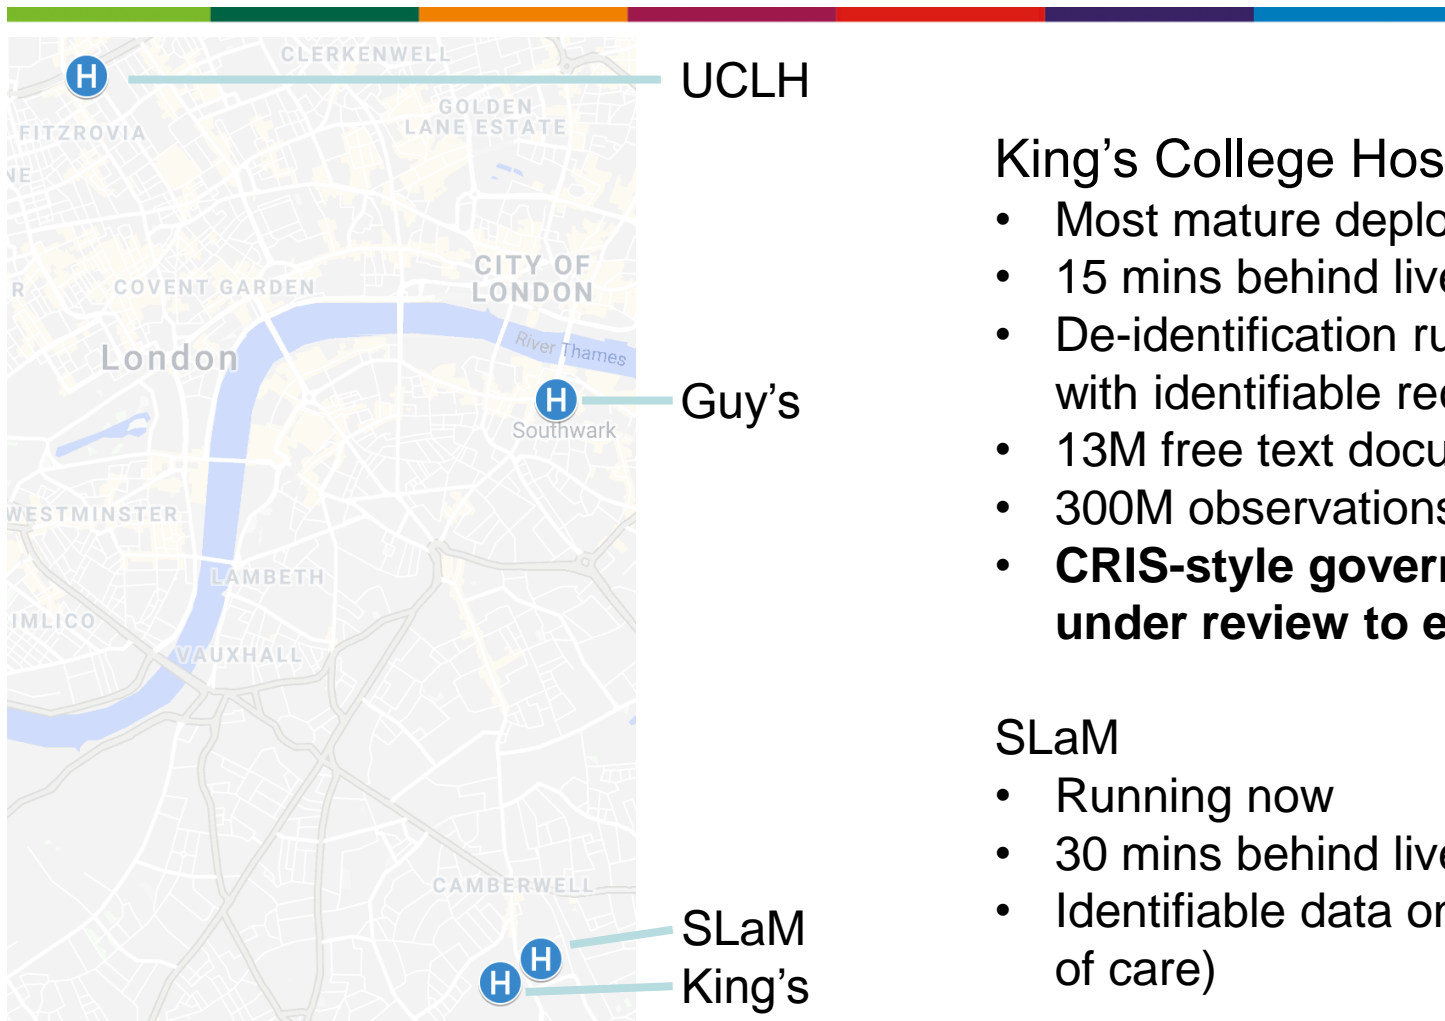 CLERKENWELL
UCLH
GOLDEN
LANE ESTATE
FITZROVIA
NE
CITY OF
LONDON
R
COVENT GARDEN
River Thames
London
Guy’s
Southwark
WESTMINSTER
LAMBETH
IMLICO
VAUXHALL
CAMBERWELL
SLaM
King’s
H
H
H
H
King’s College Hos
• Most mature deplo
• 15 mins behind live
• De-identification ru
with identifiable rec
• 13M free text docu
• 300M observations
• CRIS-style govern
under review to e
SLaM
• Running now
• 30 mins behind live
• Identifiable data or
of care)